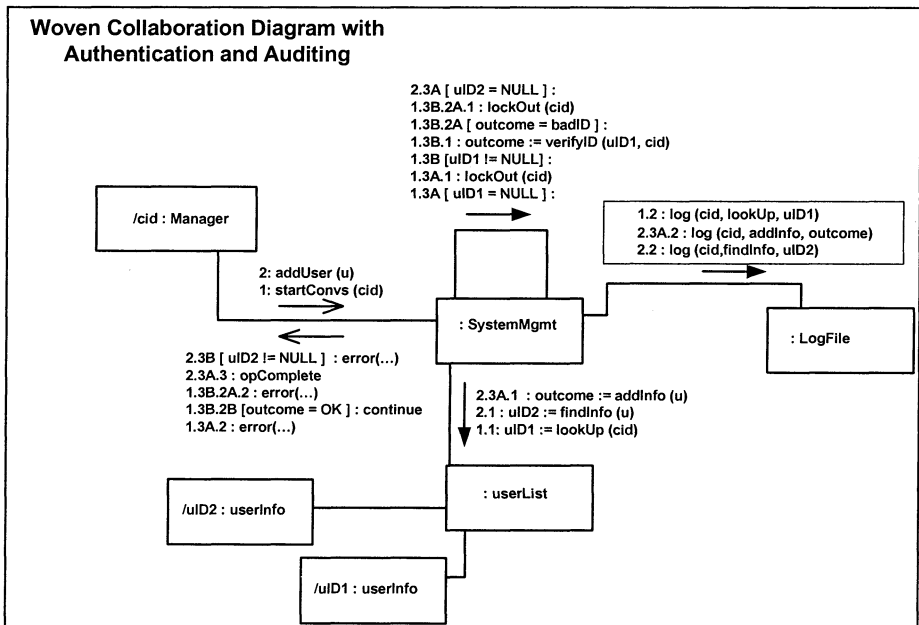 Woven Collaboration Diagram with
Authentication and Auditing
2.3A [ uID2 = NULL ] :
1.3B.2A.1 : lockOut (cid)
1.3B.2A [ outcome = badID ] :
1.3B.1 : outcome := verifyID (uID1, cid)
1.3B [uID1 != NULL] :
1.3A.1 : lockOut (cid)
1.3A [ uID1 = NULL ] :
/cid : Manager
1.2 : log (cid, lookUp, uID1)
2.3A.2 : log (cid, addInfo, outcome)
2.2 : log (cid,findInfo, uID2)
2: addUser (u)
1: startConvs (cid)
: SystemMgmt
: LogFile
2.3B [ uID2 != NULL ] : error(...)
2.3A.3 : opComplete
1.3B.2A.2 : error(...)
1.3B.2B [outcome = OK ] : continue
1.3A.2 : error(...)
2.3A.1 : outcome := addInfo (u)
2.1 : uID2 := findInfo (u)
1.1: uID1 := lookUp (cid)
: userList
/uID2 : userInfo
/uID1 : userInfo